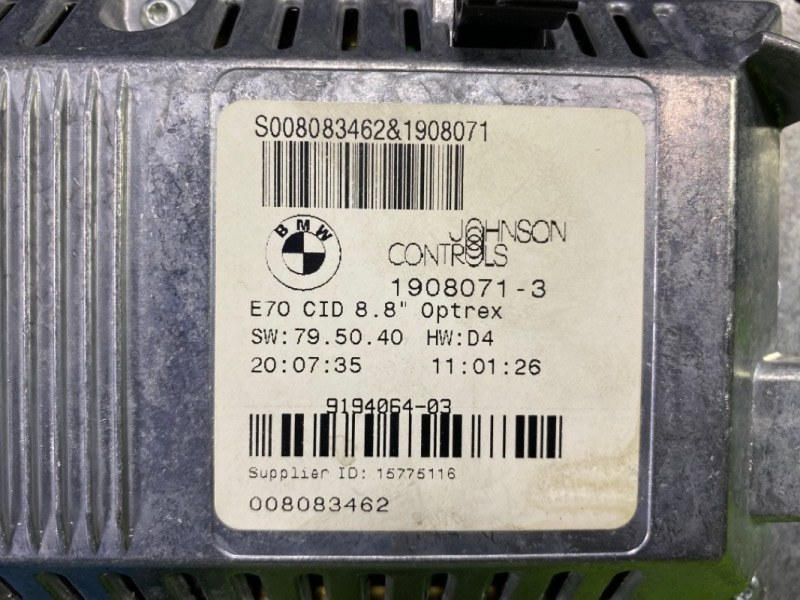 S008083462&1908071
BMW
JOHNSON
CONTROLS
1908071-3
E70 CID 8.8" Optrex
SW:79.50.40 HW:D4
20:07:35 11:01:26
9194064-03
Supplier ID: 15775116
008083462